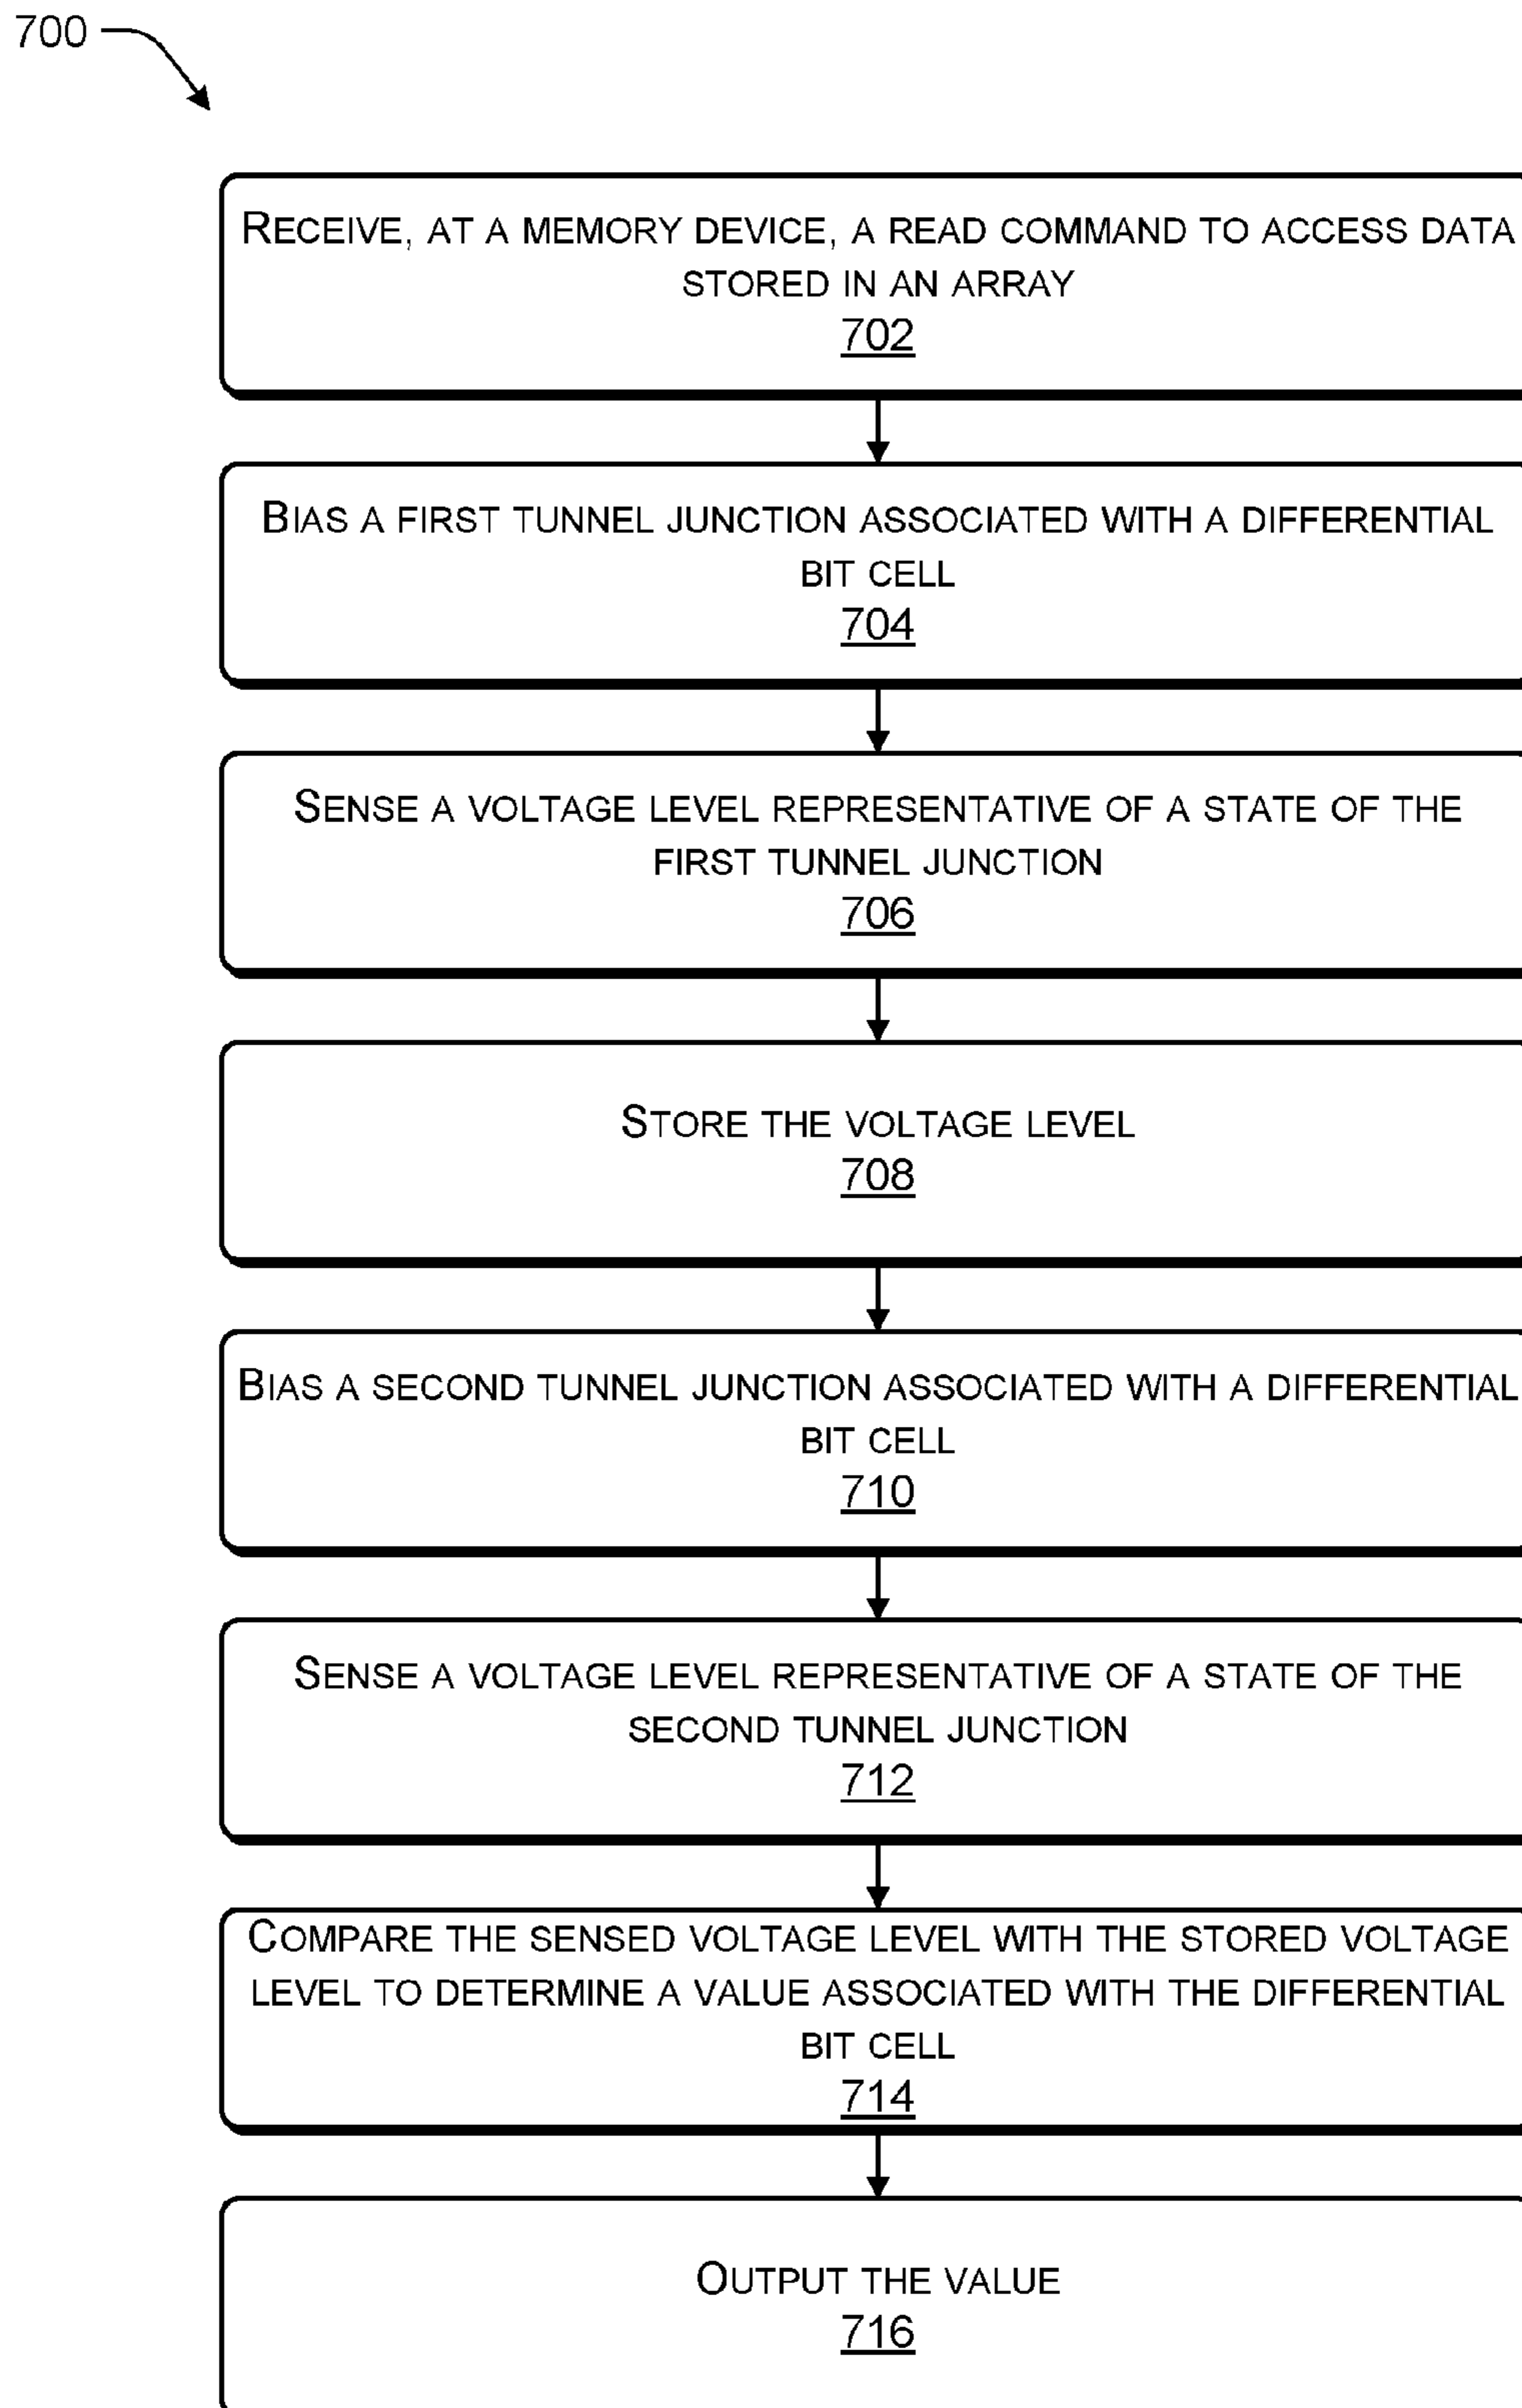 700
RECEIVE, AT A MEMORY DEVICE, A READ COMMAND TO ACCESS DATA
STORED IN AN ARRAY
702
BIAS A FIRST TUNNEL JUNCTION ASSOCIATED WITH A DIFFERENTIAL
BIT CELL
704
SENSE A VOLTAGE LEVEL REPRESENTATIVE OF A STATE OF THE
FIRST TUNNEL JUNCTION
706
STORE THE VOLTAGE LEVEL
708
BIAS A SECOND TUNNEL JUNCTION ASSOCIATED WITH A DIFFERENTIAL
BIT CELL
710
SENSE A VOLTAGE LEVEL REPRESENTATIVE OF A STATE OF THE
SECOND TUNNEL JUNCTION
712
COMPARE THE SENSED VOLTAGE LEVEL WITH THE STORED VOLTAGE
LEVEL TO DETERMINE A VALUE ASSOCIATED WITH THE DIFFERENTIAL
BIT CELL
714
OUTPUT THE VALUE
716